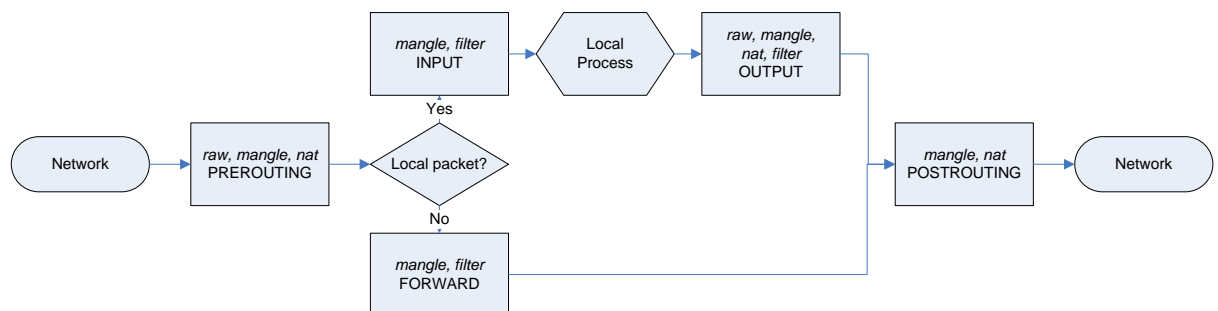 Network
raw, mangle, nat
PREROUTING
Local packet?
Yes
mangle, filter
INPUT
Local
Process
raw, mangle,
nat, filter
OUTPUT
No
mangle, filter
FORWARD
mangle, nat
POSTROUTING
Network